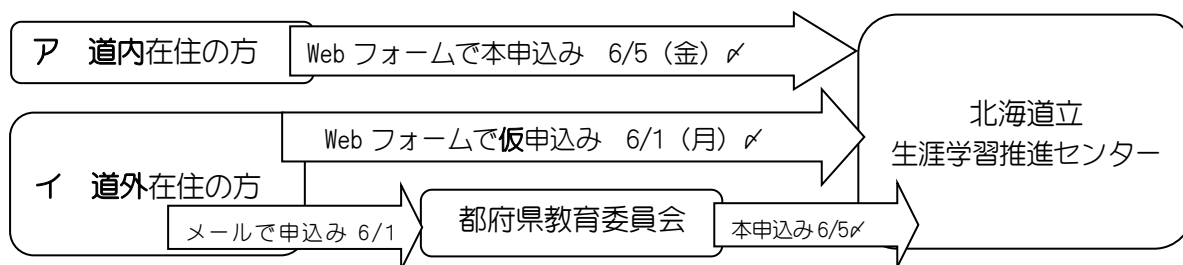 ア　道内在住の方
Web フォームで本申込み　6/5（金）〆
イ　道外在住の方
Web フォームで仮申込み　6/1（月）〆
メールで申込み 6/1
都府県教育委員会
本申込み 6/5〆
北海道立
生涯学習推進センター